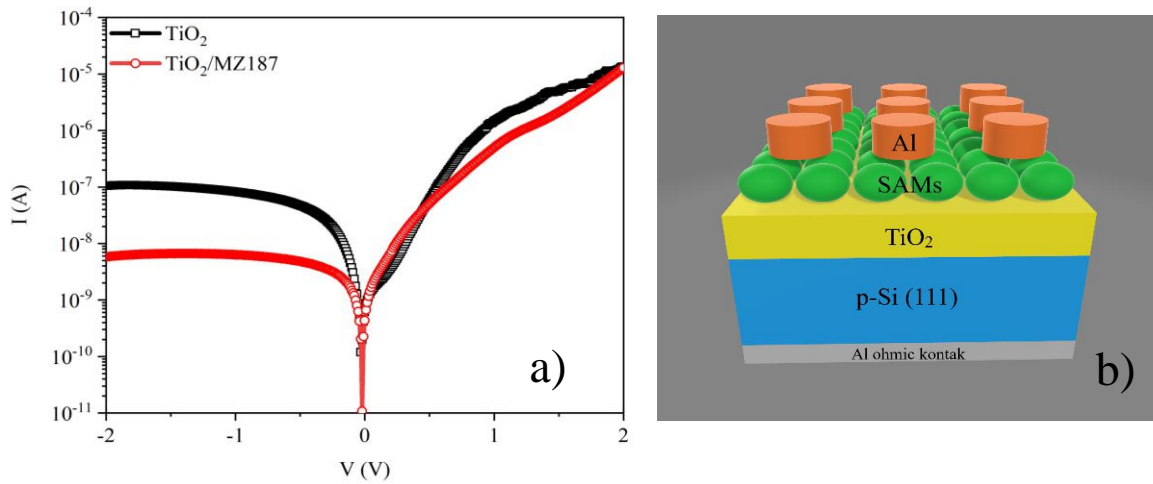 10⁻⁴
10⁻⁵
10⁻⁶
10⁻⁷
10⁻⁸
10⁻⁹
10⁻¹⁰
10⁻¹¹
I (A)
TiO₂
TiO₂/MZ187
-2
-1
0
1
2
V (V)
a)
Al
SAMs
TiO₂
p-Si (111)
Al ohmic kontak
b)